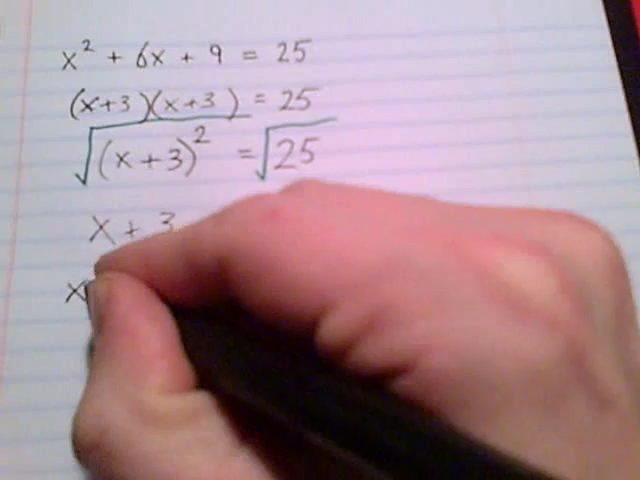 x² + 6x + 9 = 25
(x+3)(x+3) = 25
√(x+3)² = √25
x + 3
x